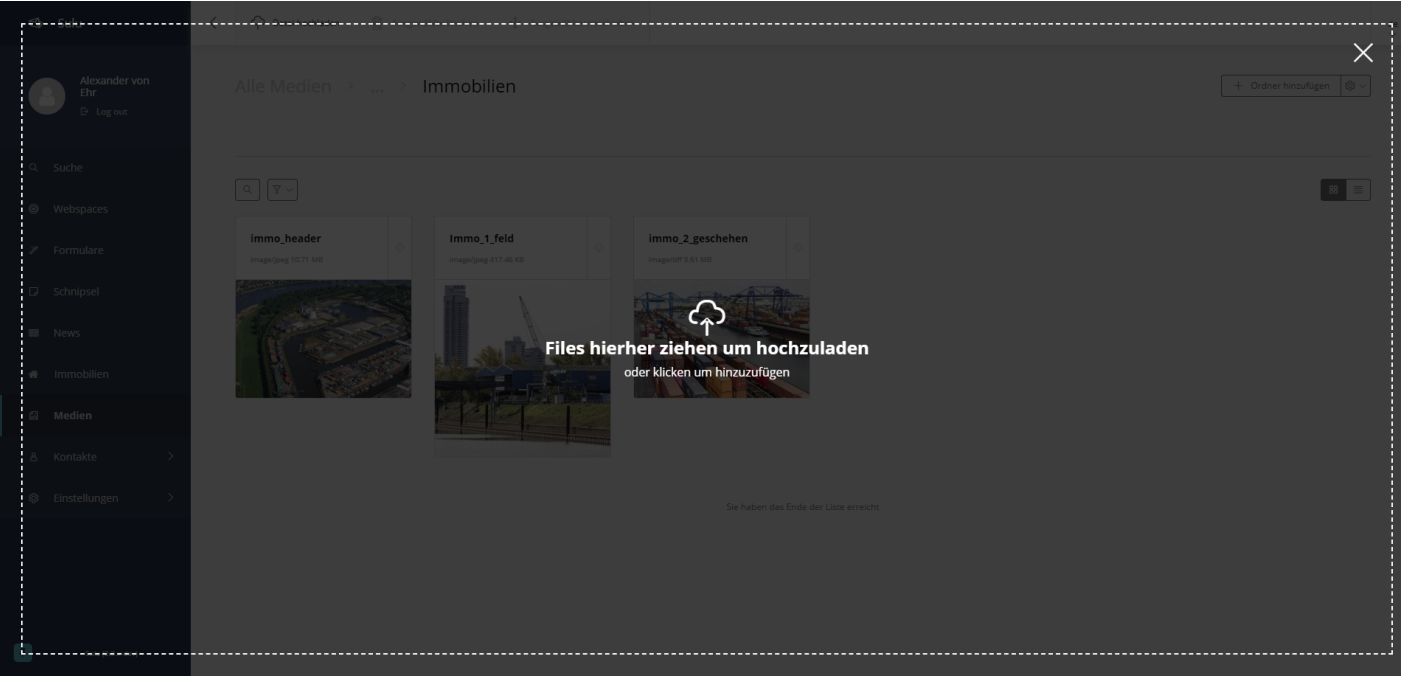 Sulu
Alexander von
Ehr
Log out
Suche
Webspaces
Formulare
Schnipsel
News
Immobilien
Medien
Kontakte
Einstellungen
Alle Medien > ... > Immobilien
+ Ordner hinzufügen
immo_header
image/jpeg 10.71 MB
Immo_1_feld
image/jpeg 417.46 KB
immo_2_geschehen
image/tiff 9.61 MB
Files hierher ziehen um hochzuladen
oder klicken um hinzuzufügen
Sie haben das Ende der Liste erreicht